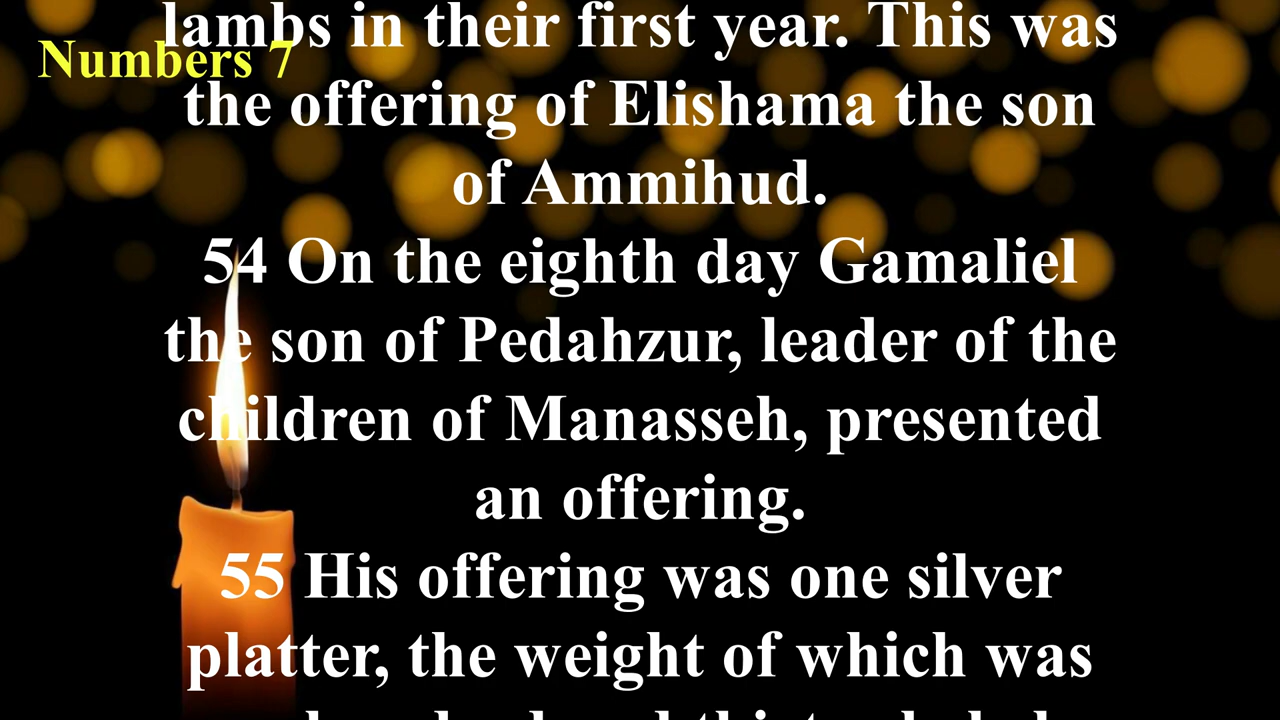 lambs in their first year. This was
Numbers 7
the offering of Elishama the son
of Ammihud.
54 On the eighth day Gamaliel
the son of Pedahzur, leader of the
children of Manasseh, presented
an offering.
55 His offering was one silver
platter, the weight of which was